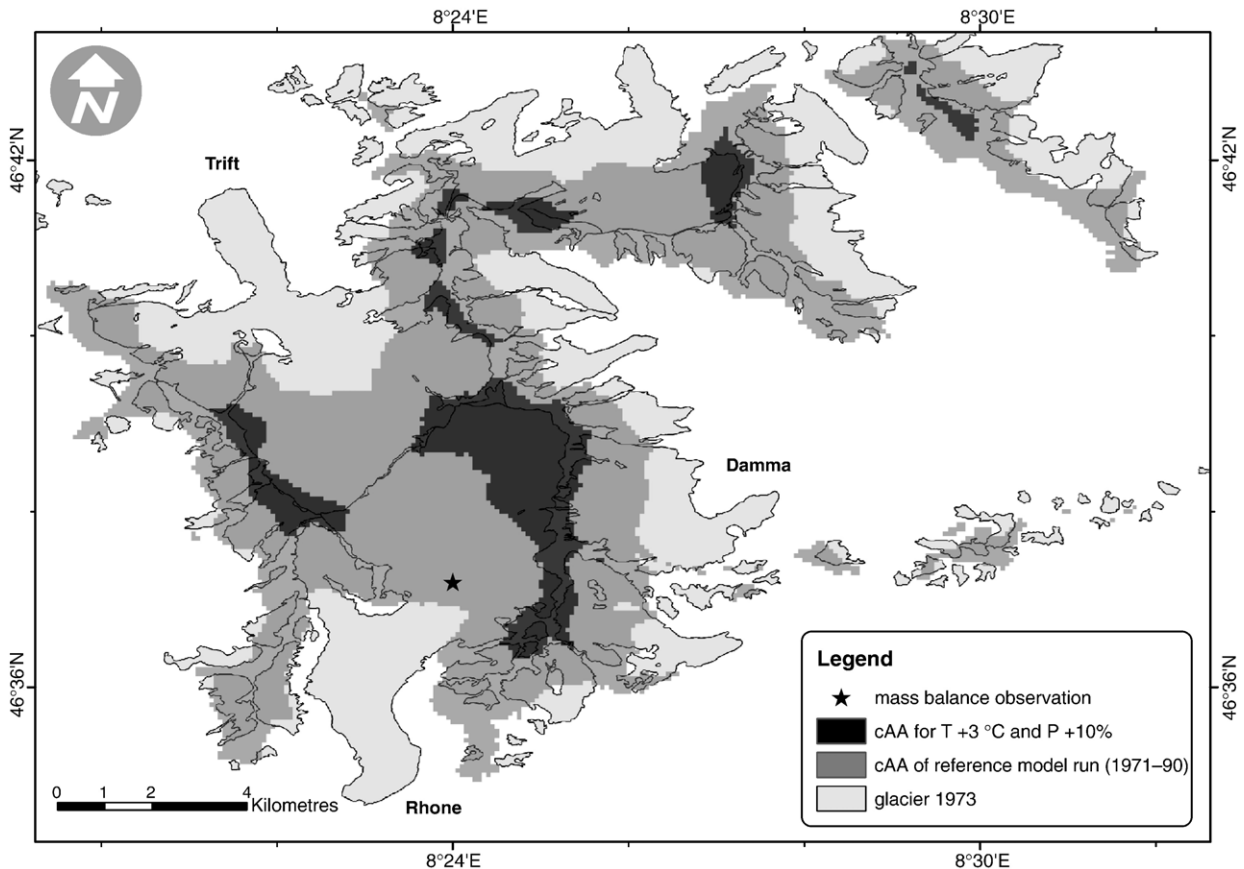 8°24'E
8°30'E
N
46°42'N
46°42'N
Trift
Damma
46°36'N
46°36'N
Legend
mass balance observation
cAA for T +3 °C and P +10%
cAA of reference model run (1971–90)
glacier 1973
0 1 2 4 Kilometres
Rhone
8°24'E
8°30'E